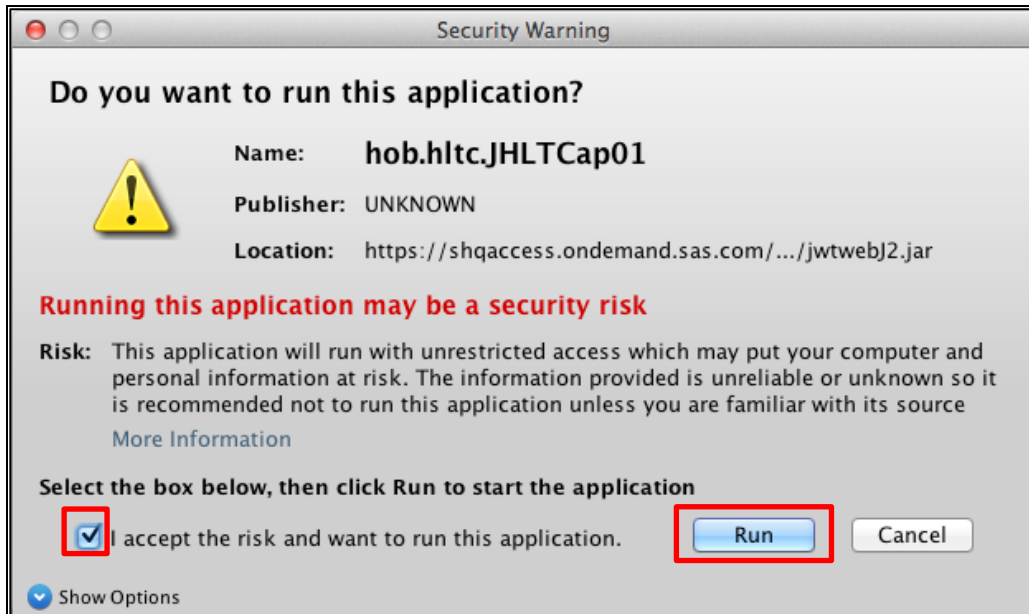 Security Warning
Do you want to run this application?
Name: hob.hltc.JHLTCap01
Publisher: UNKNOWN
Location: https://shqaccess.ondemand.sas.com/.../jwtwebJ2.jar
Running this application may be a security risk
Risk: This application will run with unrestricted access which may put your computer and
personal information at risk. The information provided is unreliable or unknown so it
is recommended not to run this application unless you are familiar with its source
More Information
Select the box below, then click Run to start the application
I accept the risk and want to run this application. Run Cancel
Show Options